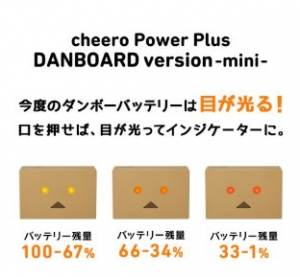 cheero Power Plus
DANBOARD version -mini-
今度のダンボーバッテリーは目が光る!
口を押せば、目が光ってインジケーターに。
バッテリー残量 バッテリー残量 バッテリー残量
100-67% 66-34% 33-1%